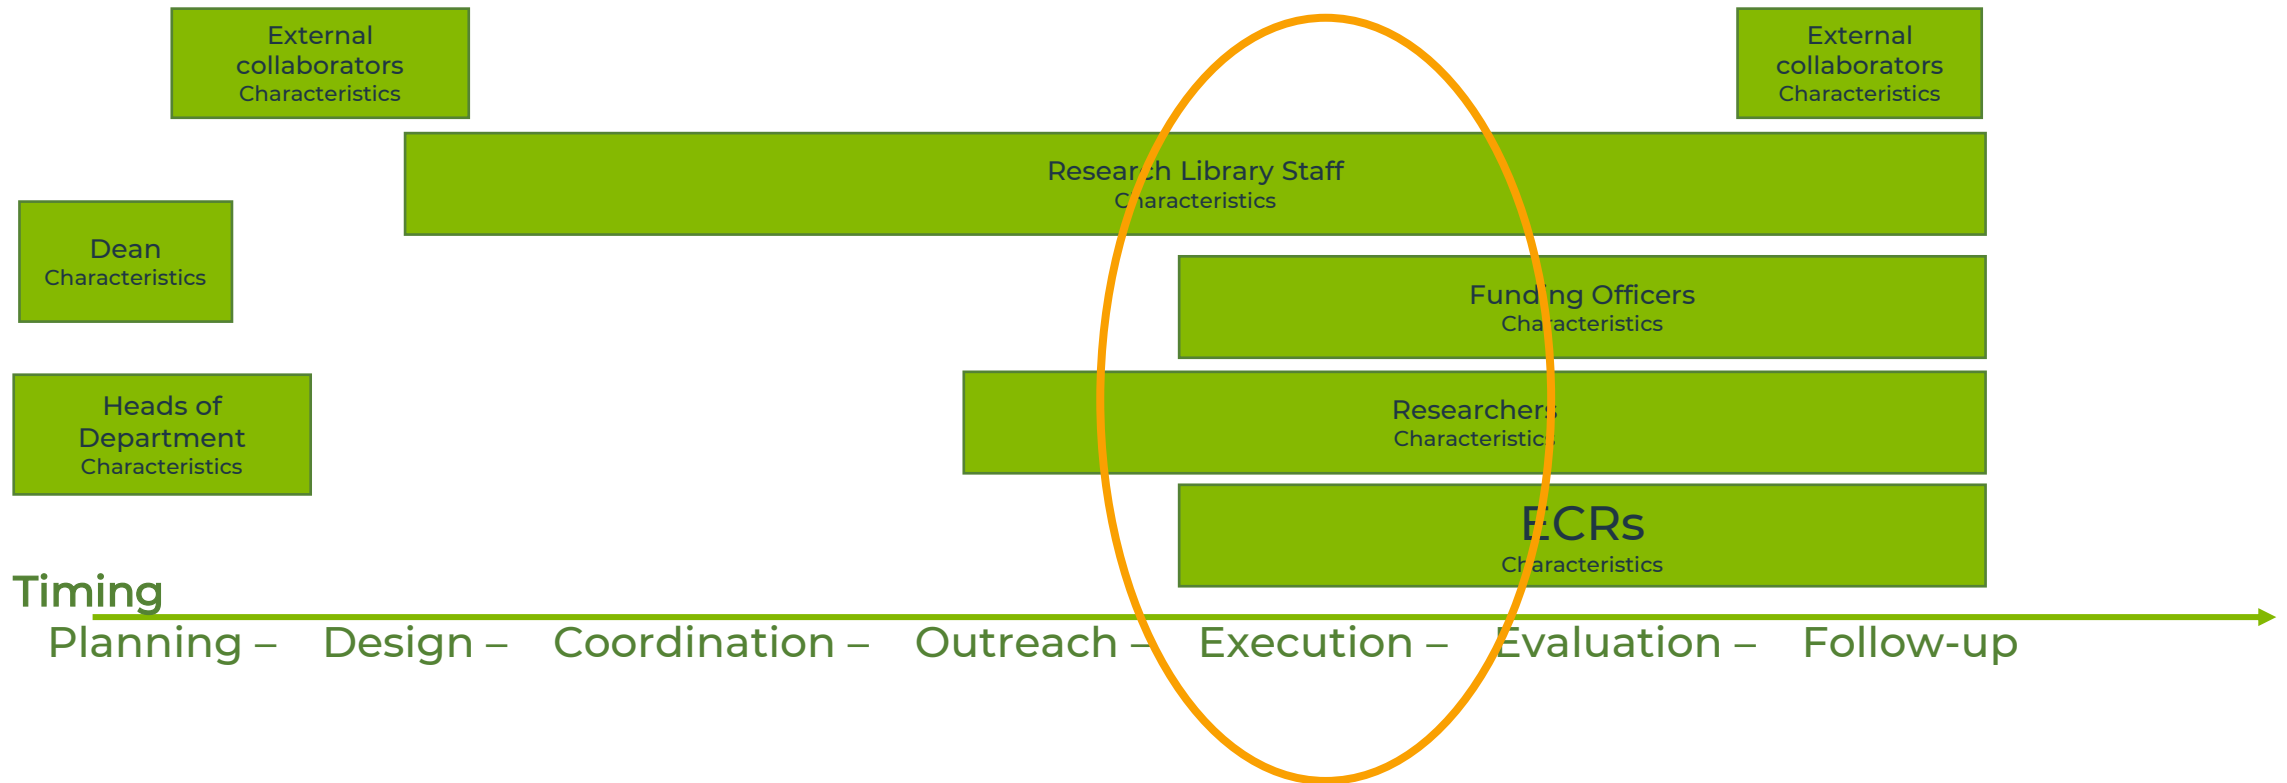 External
collaborators
Characteristics
External
collaborators
Characteristics
Research Library Staff
Characteristics
Dean
Characteristics
Funding Officers
Characteristics
Heads of
Department
Characteristics
Researchers
Characteristics
ECRs
Characteristics
Timing
Planning – Design – Coordination – Outreach – Execution – Evaluation – Follow-up